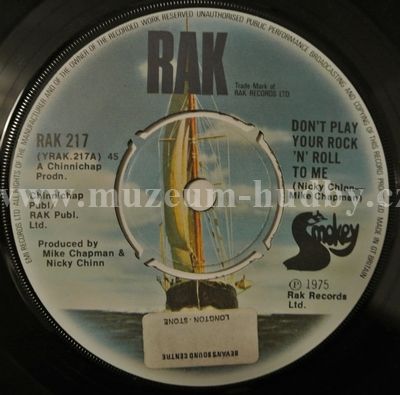 ALL RIGHTS OF THE MANUFACTURER AND OF THE OWNER OF THE RECORDED WORK RESERVED UNAUTHORISED PUBLIC PERFORMANCE BROADCASTING AND COPYING OF THIS RECORD PROHIBITED MADE IN GT BRITAIN
EMI RECORDS LTD
RAK
Trade Mark of
RAK RECORDS LTD.
RAK 217
(YRAK.217A) 45
A Chinnichap
Prodn.
Chinnichap
Publ/
RAK Publ.
Ltd.
Produced by
Mike Chapman &
Nicky Chinn
DON'T PLAY
YOUR ROCK
'N' ROLL
TO ME
(Nicky Chinn
Mike Chapman)
Smokey
Ⓟ 1975
Rak Records
Ltd.
www.muzeum-hudby.cz
BEVAN'S SOUND CENTRE
LONGTON - STONE